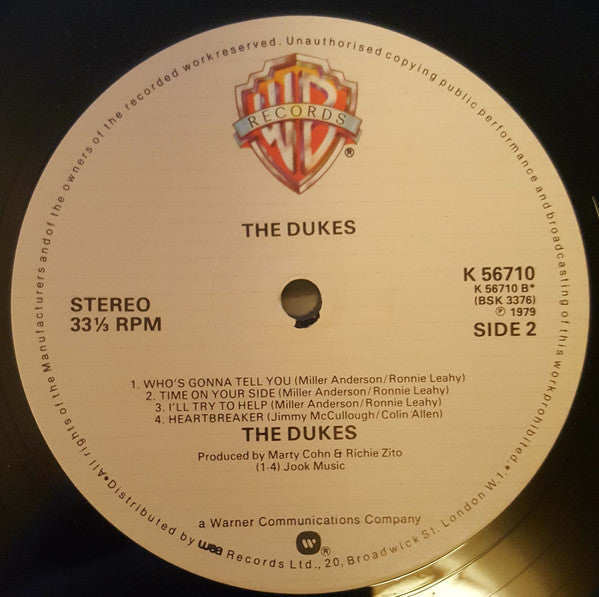 All rights of the Manufacturers and of the owners of the recorded work reserved. Unauthorised copying public performance and broadcasting of this work prohibited.
WB
RECORDS
®
THE DUKES
STEREO
33⅓ RPM
K 56710
K 56710 B*
(BSK 3376)
℗ 1979
SIDE 2
1. WHO'S GONNA TELL YOU (Miller Anderson/Ronnie Leahy)
2. TIME ON YOUR SIDE (Miller Anderson/Ronnie Leahy)
3. I'LL TRY TO HELP (Miller Anderson/Ronnie Leahy)
4. HEARTBREAKER (Jimmy McCullough/Colin Allen)
THE DUKES
Produced by Marty Cohn & Richie Zito
(1-4) Jook Music
a Warner Communications Company
®
•Distributed by wea Records Ltd., 20, Broadwick St. London W.1.•